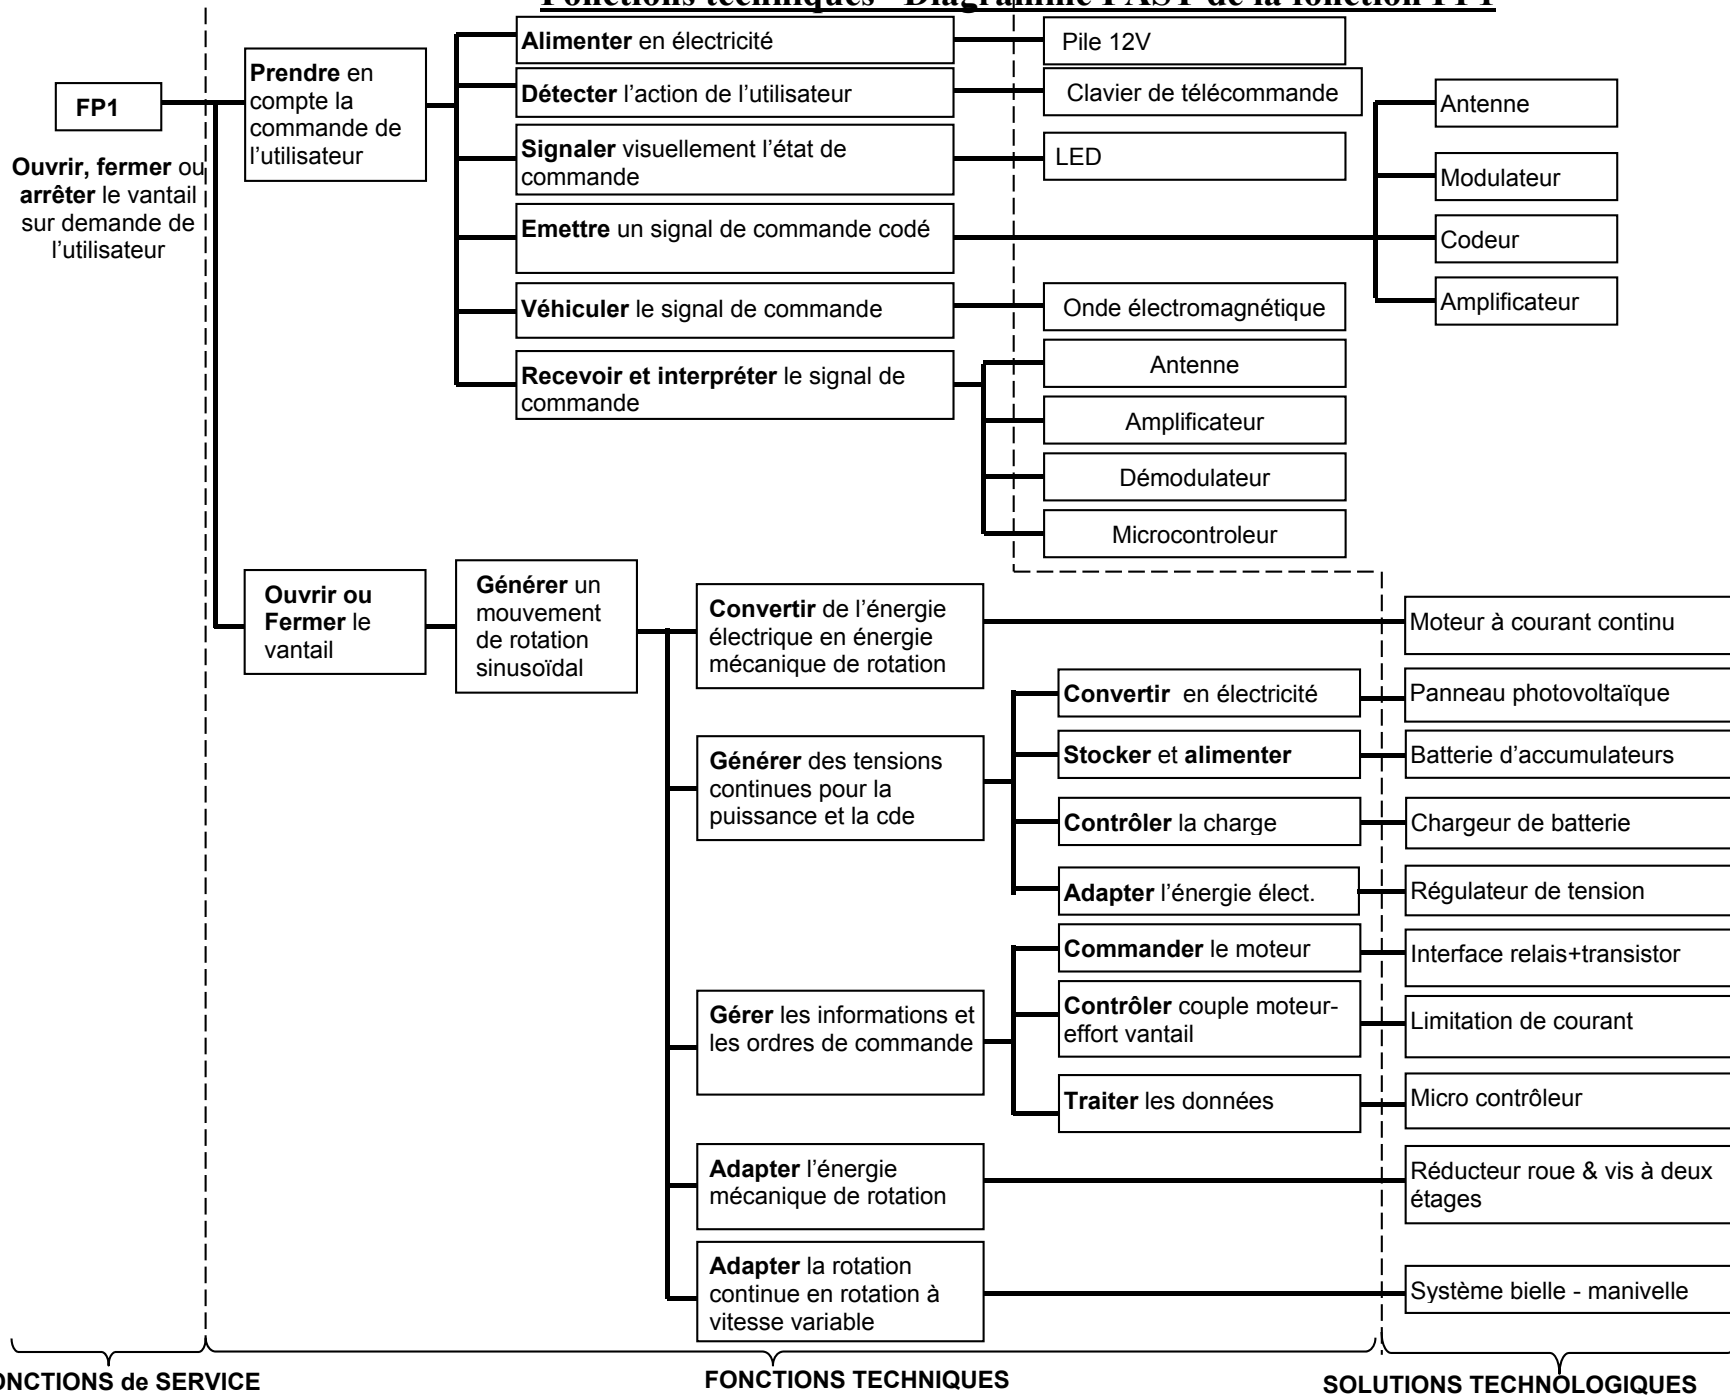 Fonctions techniques - Diagramme FAST de la fonction FP1
FP1
Ouvrir, fermer ou
arrêter le vantail
sur demande de
l’utilisateur
Prendre en
compte la
commande de
l’utilisateur
Alimenter en électricité
Pile 12V
Détecter l’action de l’utilisateur
Clavier de télécommande
Signaler visuellement l’état de
commande
LED
Emettre un signal de commande codé
Antenne
Modulateur
Codeur
Amplificateur
Véhiculer le signal de commande
Onde électromagnétique
Recevoir et interpréter le signal de
commande
Antenne
Amplificateur
Démodulateur
Microcontroleur
Ouvrir ou
Fermer le
vantail
Générer un
mouvement
de rotation
sinusoïdal
Convertir de l’énergie
électrique en énergie
mécanique de rotation
Moteur à courant continu
Générer des tensions
continues pour la
puissance et la cde
Convertir en électricité
Panneau photovoltaïque
Stocker et alimenter
Batterie d’accumulateurs
Contrôler la charge
Chargeur de batterie
Adapter l’énergie élect.
Régulateur de tension
Gérer les informations et
les ordres de commande
Commander le moteur
Interface relais+transistor
Contrôler couple moteur-
effort vantail
Limitation de courant
Traiter les données
Micro contrôleur
Adapter l’énergie
mécanique de rotation
Réducteur roue & vis à deux
étages
Adapter la rotation
continue en rotation à
vitesse variable
Système bielle - manivelle
ONCTIONS de SERVICE
FONCTIONS TECHNIQUES
SOLUTIONS TECHNOLOGIQUES